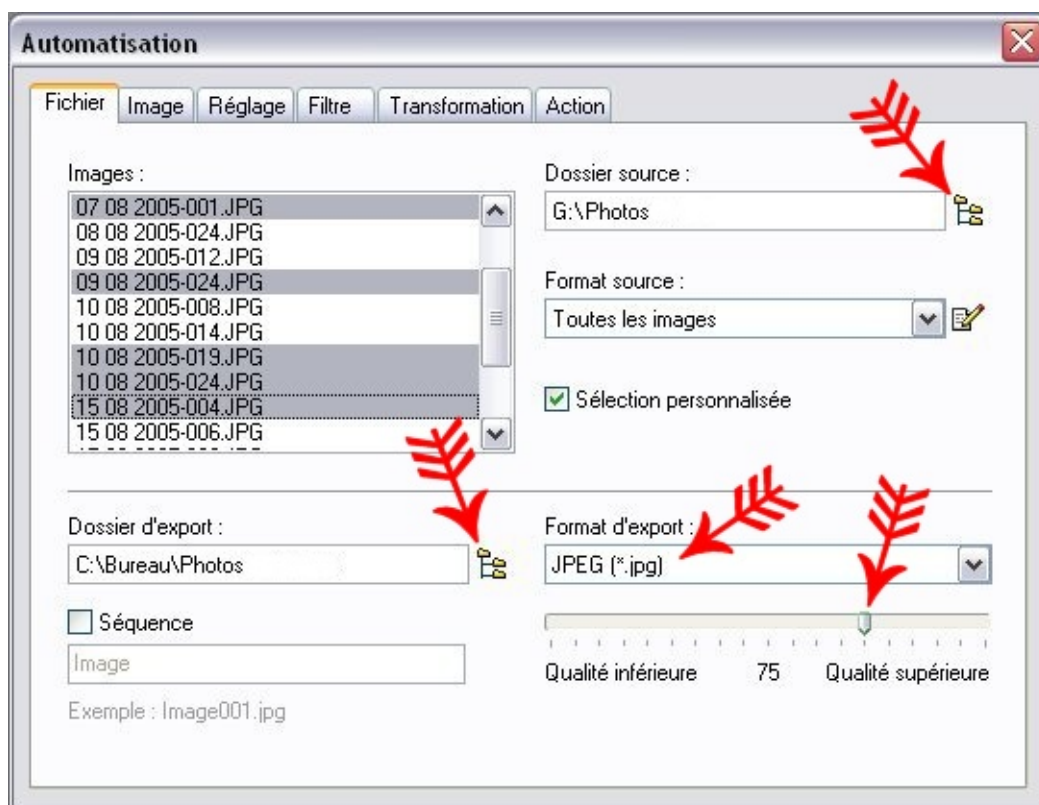 Automatisation
Fichier
Image
Réglage
Filtre
Transformation
Action
Images :
07 08 2005-001.JPG
08 08 2005-024.JPG
09 08 2005-012.JPG
09 08 2005-024.JPG
10 08 2005-008.JPG
10 08 2005-014.JPG
10 08 2005-019.JPG
10 08 2005-024.JPG
15 08 2005-004.JPG
15 08 2005-006.JPG
Dossier source :
G:\Photos
Format source :
Toutes les images
Sélection personnalisée
Dossier d'export :
C:\Bureau\Photos
Séquence
Image
Exemple : Image001.jpg
Format d'export :
JPEG (*.jpg)
Qualité inférieure
75
Qualité supérieure